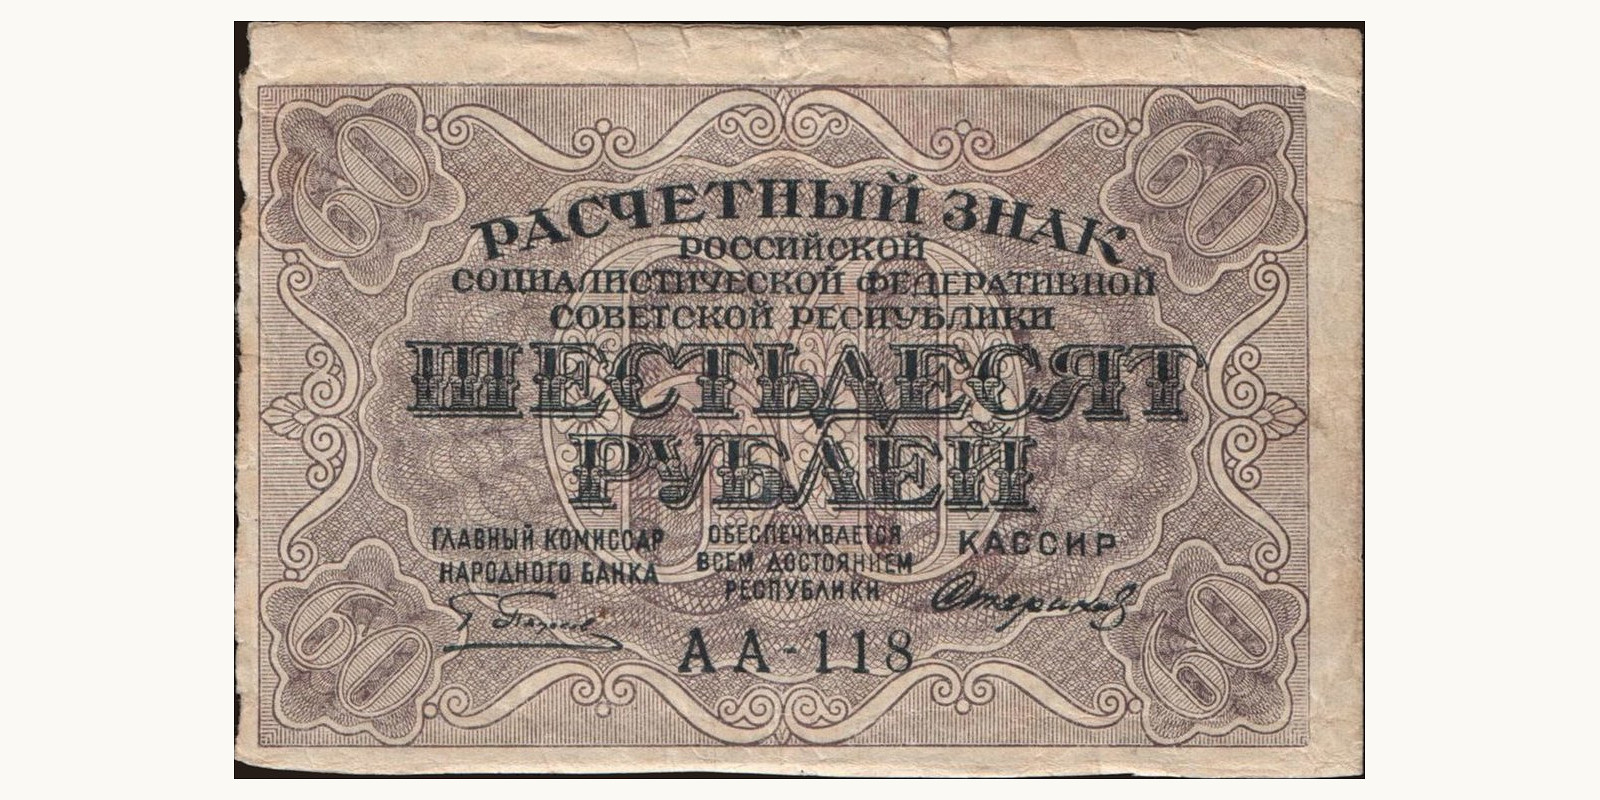 60 60
РАСЧЕТНЫЙ ЗНАК
РОССИЙСКОЙ
СОЦИАЛИСТИЧЕСКОЙ ФЕДЕРАТИВНОЙ
СОВЕТСКОЙ РЕСПУБЛИКИ
60
ШЕСТЬДЕСЯТ
РУБЛЕЙ
ГЛАВНЫЙ КОМИССАР
НАРОДНОГО БАНКА
ОБЕСПЕЧИВАЕТСЯ
ВСЕМ ДОСТОЯНИЕМ
РЕСПУБЛИКИ
КАССИР
АА-118
60 60